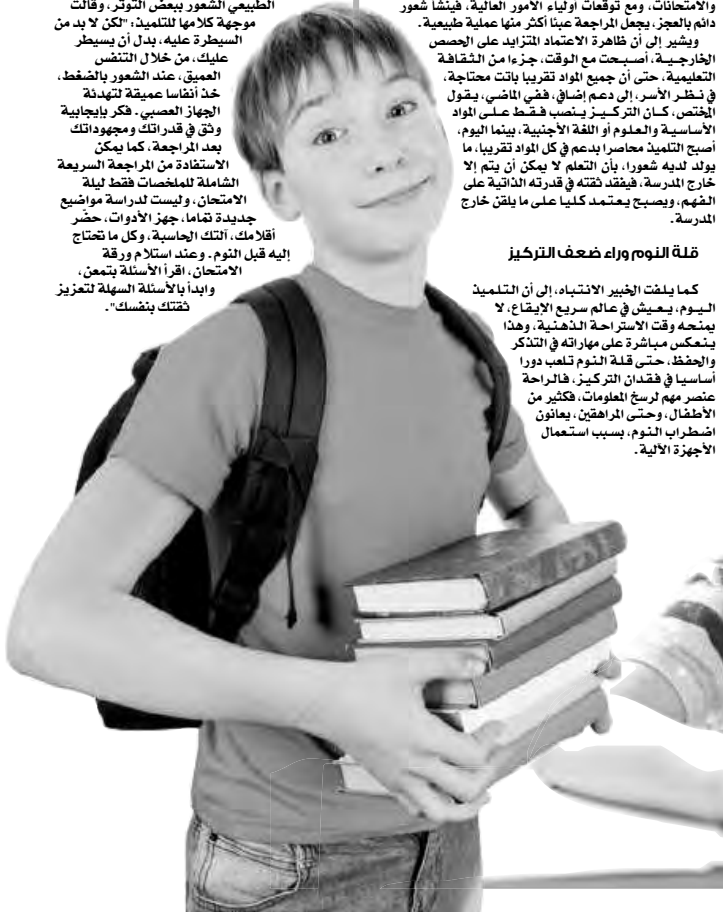 والامتحانات، ومع توقعات أولياء الأمور العالية، فينشأ شعور
دائم بالعجز، يجعل المراجعة عبئا أكثر منها عملية طبيعية.
ويشير إلى أن ظاهرة الاعتماد المتزايد على الحصص
الخارجية، أصبحت مع الوقت، جزءا من الثقافة
التعليمية، حتى أن جميع المواد تقريبا باتت محتاجة،
في نظر الأسر، إلى دعم إضافي، ففي الماضي، يقول
المختص، كان التركيز ينصب فقط على المواد
الأساسية والعلوم أو اللغة الأجنبية، بينما اليوم،
أصبح التلميذ محاصرا بدعم في كل المواد تقريبا، ما
يولد لديه شعورا، بأن التعلم لا يمكن أن يتم إلا
خارج المدرسة، فيفقد ثقته في قدرته الذاتية على
الفهم، ويصبح يعتمد كليا على ما يلقن خارج
المدرسة.
قلة النوم وراء ضعف التركيز
كما يلفت الخبير الانتباه، إلى أن التلميذ
اليوم، يعيش في عالم سريع الإيقاع، لا
يمنحه وقت الاستراحة الذهنية، وهذا
ينعكس مباشرة على مهاراته في التذكر
والحفظ، حتى قلة النوم تلعب دورا
أساسيا في فقدان التركيز، فالراحة
عنصر مهم لرسخ المعلومات، فكثير من
الأطفال، وحتى المراهقين، يعانون
اضطراب النوم، بسبب استعمال
الأجهزة الآلية.
الطبيعي الشعور ببعض التوتر، وقالت
موجهة كلامها للتلميذ: "لكن لا بد من
السيطرة عليه، بدل أن يسيطر
عليك، من خلال التنفس
العميق، عند الشعور بالضغط،
خذ أنفاسا عميقة لتهدئة
الجهاز العصبي. فكر بإيجابية
وثق في قدراتك ومجهوداتك
بعد المراجعة، كما يمكن
الاستفادة من المراجعة السريعة
الشاملة للملخصات فقط ليلة
الامتحان، وليست لدراسة مواضيع
جديدة تماما، جهز الأدوات، حضر
أقلامك، آلتك الحاسبة، وكل ما تحتاج
إليه قبل النوم. وعند استلام ورقة
الامتحان، اقرأ الأسئلة بتمعن،
وابدأ بالأسئلة السهلة لتعزيز
ثقتك بنفسك".